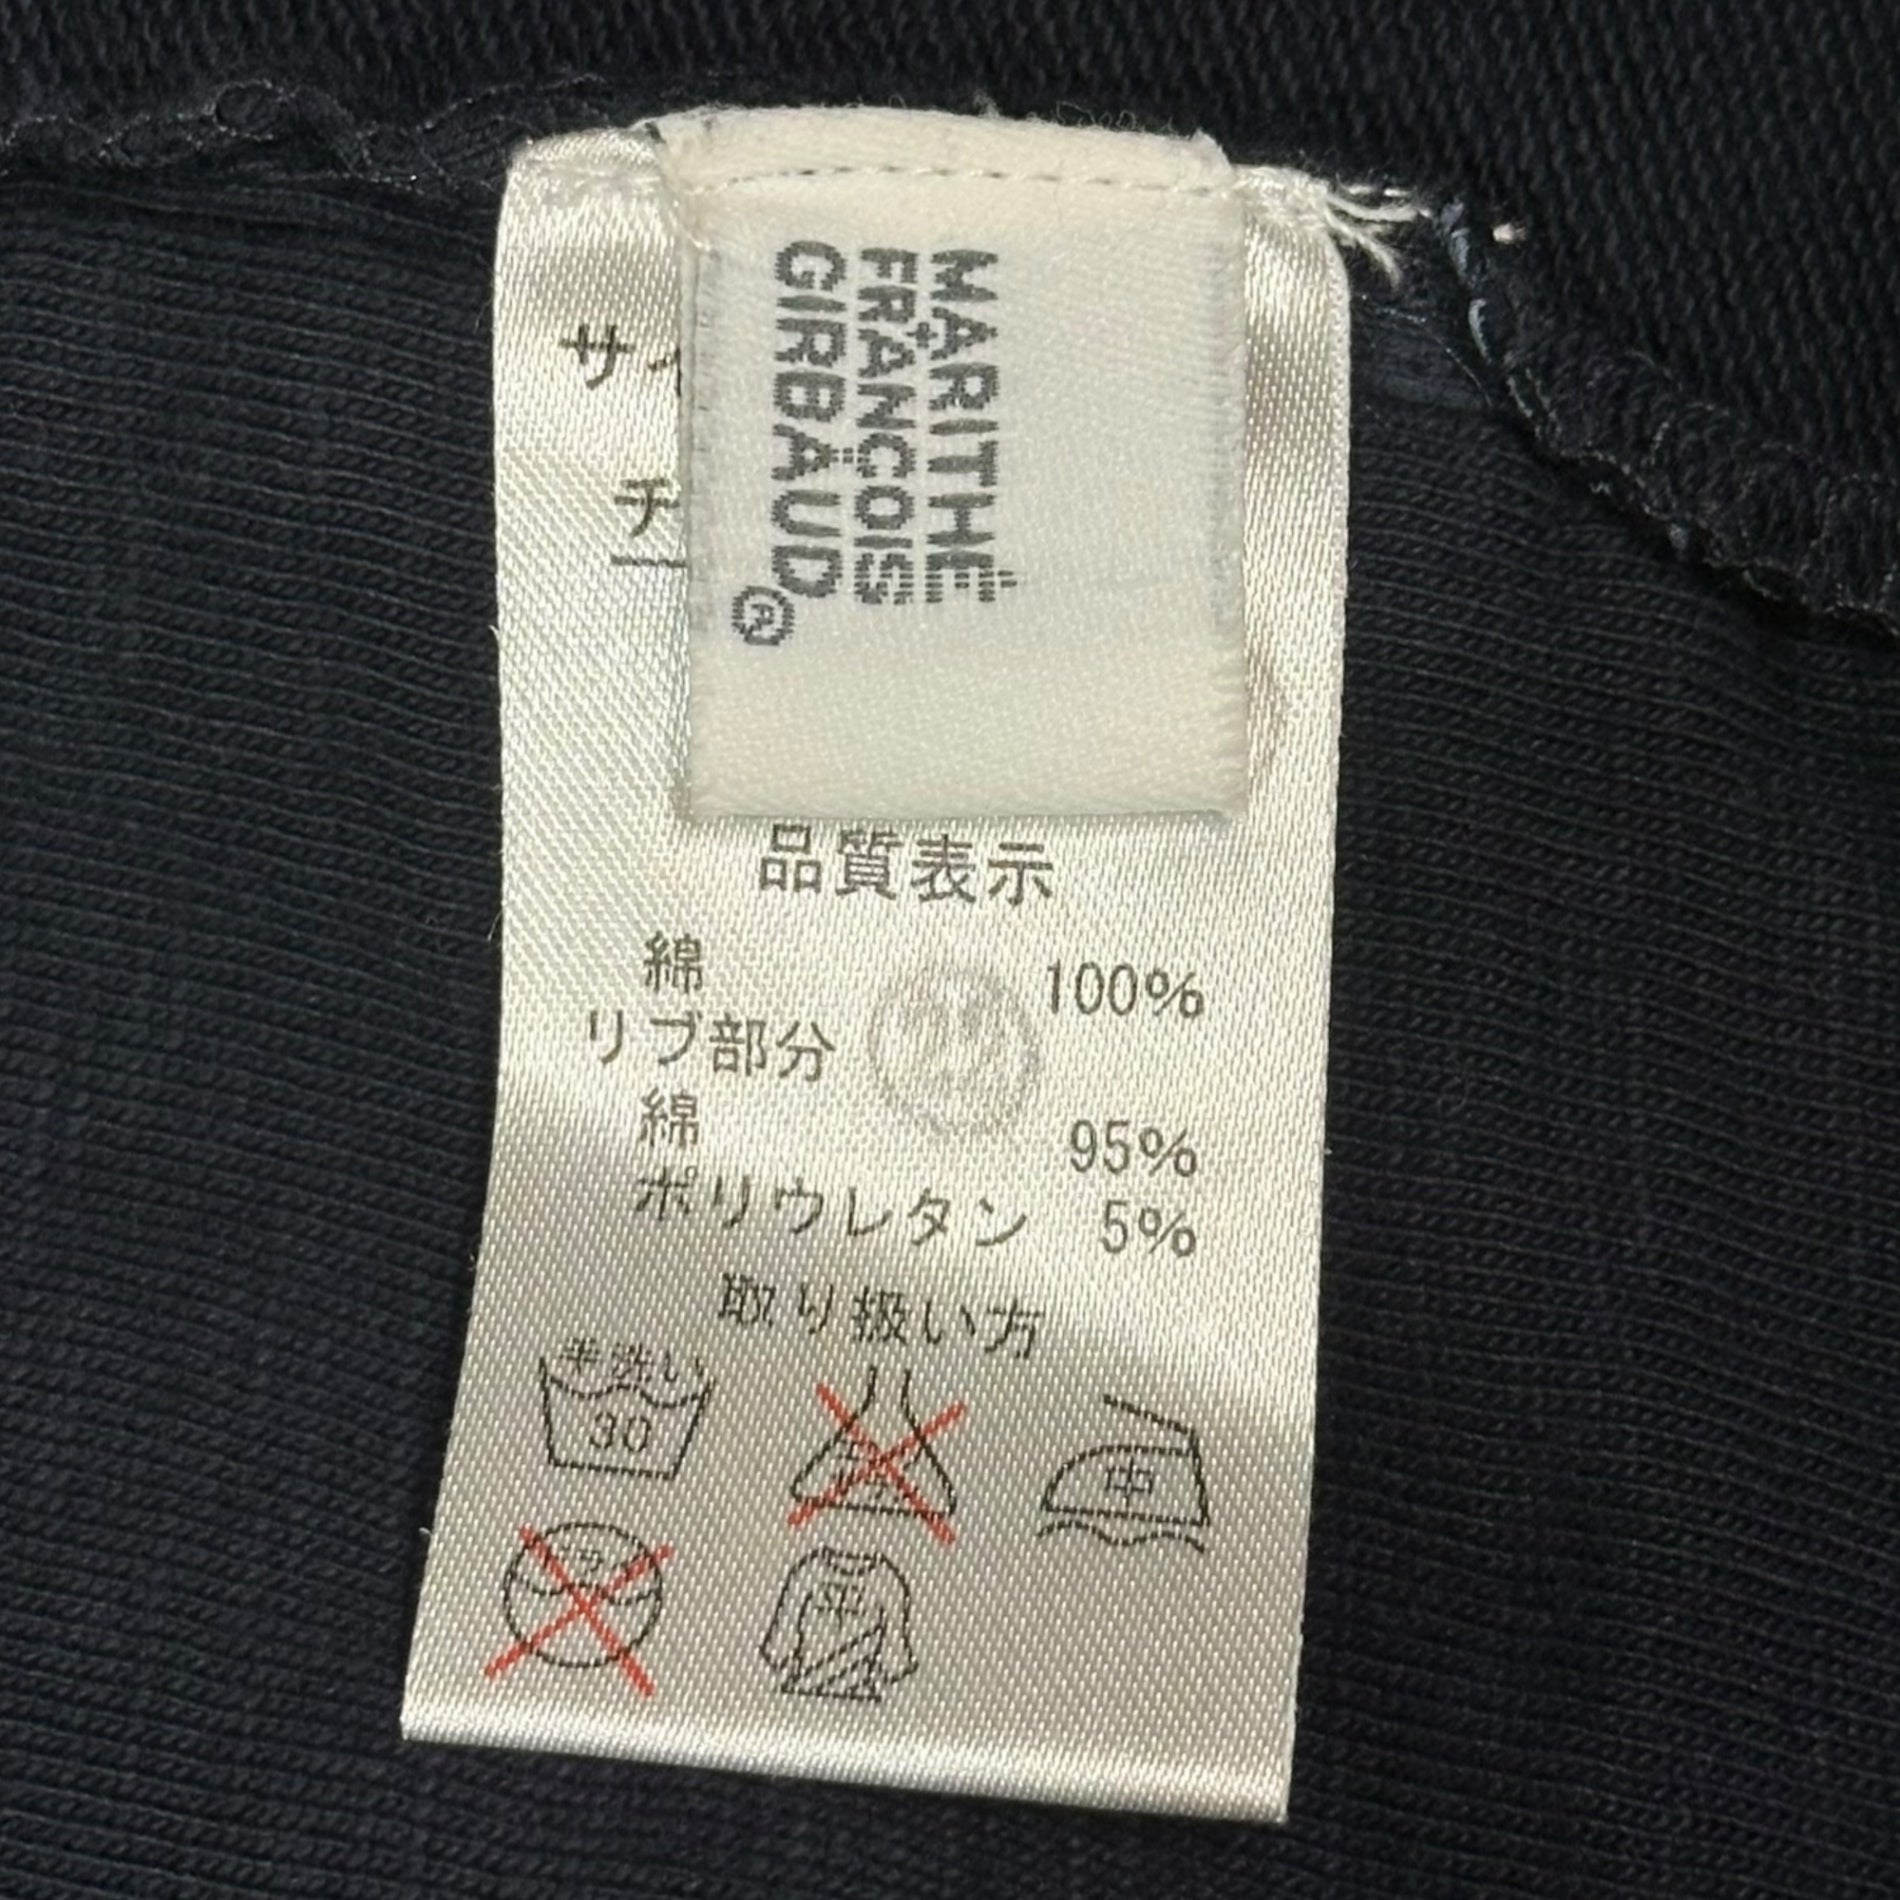 MARITHÉ
+
FRANÇOIS
GIRBAUD®
サイ
チ
品質表示
綿 100%
リブ部分
綿 95%
ポリウレタン 5%
取り扱い方
手洗い
30
中
平